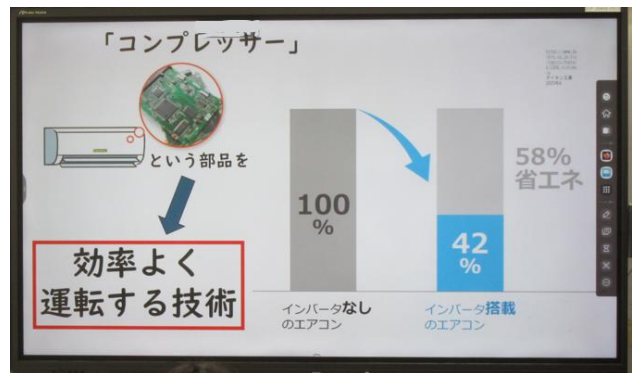 「コンプレッサー」
という部品を
効率よく
運転する技術
100
%
58%
省エネ
42
%
インバータなし
のエアコン
インバータ搭載
のエアコン